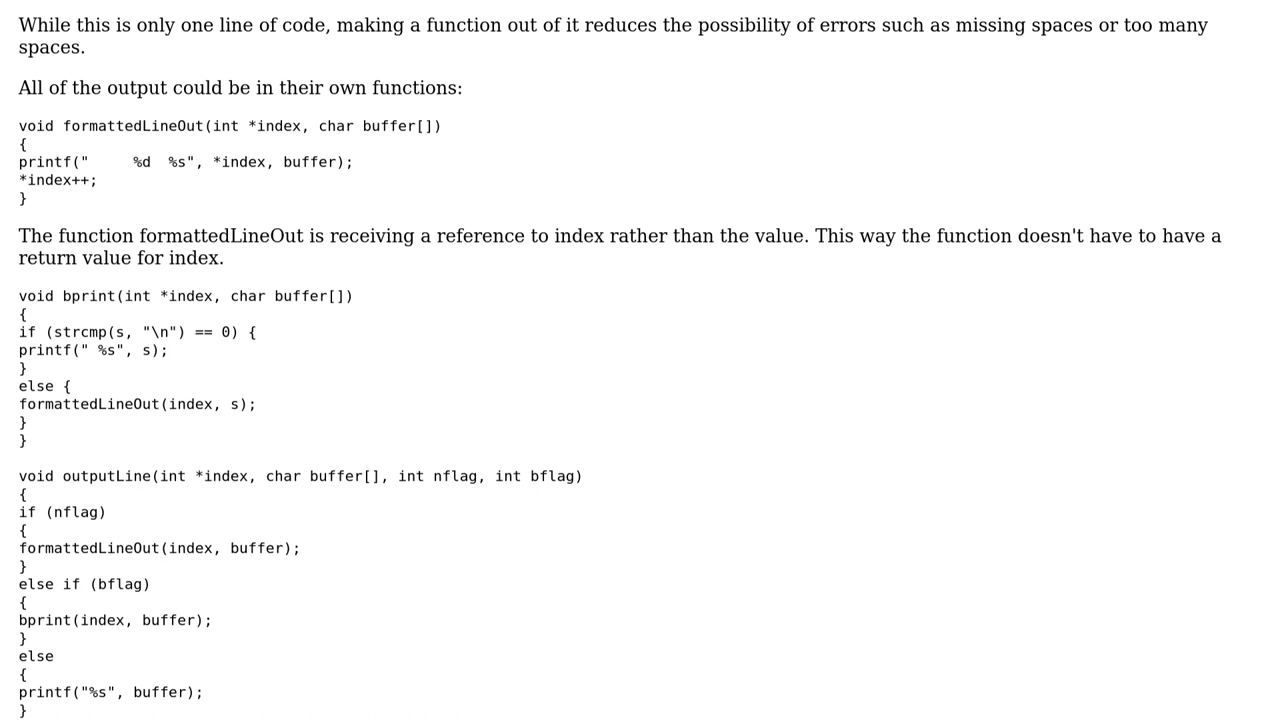 While this is only one line of code, making a function out of it reduces the possibility of errors such as missing spaces or too many
spaces.
All of the output could be in their own functions:
void formattedLineOut(int *index, char buffer[])
{
printf("     %d  %s", *index, buffer);
*index++;
}
The function formattedLineOut is receiving a reference to index rather than the value. This way the function doesn't have to have a
return value for index.
void bprint(int *index, char buffer[])
{
if (strcmp(s, "\n") == 0) {
printf(" %s", s);
}
else {
formattedLineOut(index, s);
}
}
void outputLine(int *index, char buffer[], int nflag, int bflag)
{
if (nflag)
{
formattedLineOut(index, buffer);
}
else if (bflag)
{
bprint(index, buffer);
}
else
{
printf("%s", buffer);
}